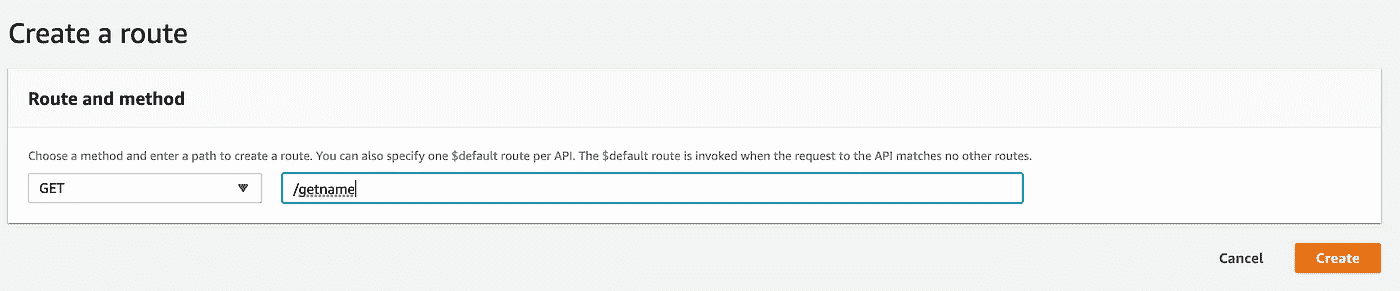 Create a route
Route and method
Choose a method and enter a path to create a route. You can also specify one $default route per API. The $default route is invoked when the request to the API matches no other routes.
GET /getname
Cancel Create